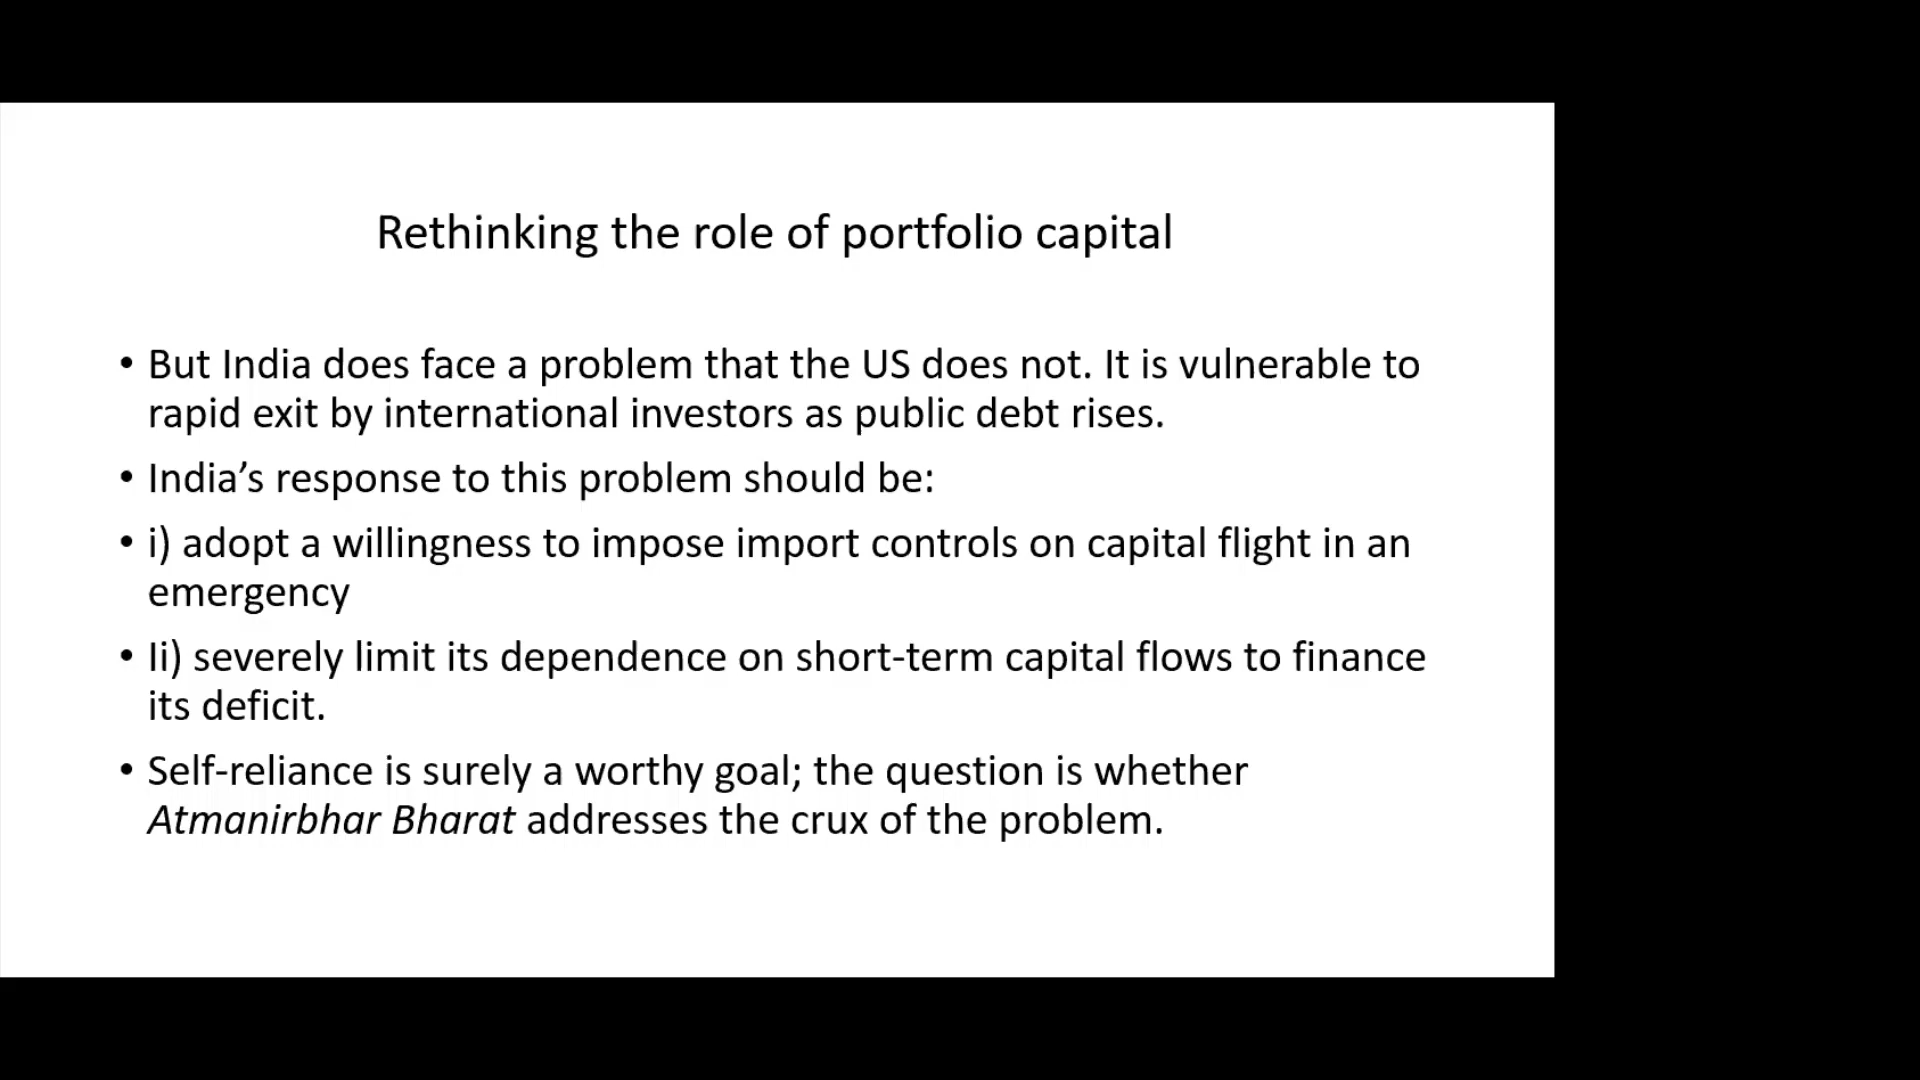 Rethinking the role of portfolio capital
• But India does face a problem that the US does not. It is vulnerable to
rapid exit by international investors as public debt rises.
• India’s response to this problem should be:
• i) adopt a willingness to impose import controls on capital flight in an
emergency
• Ii) severely limit its dependence on short-term capital flows to finance
its deficit.
• Self-reliance is surely a worthy goal; the question is whether
Atmanirbhar Bharat addresses the crux of the problem.